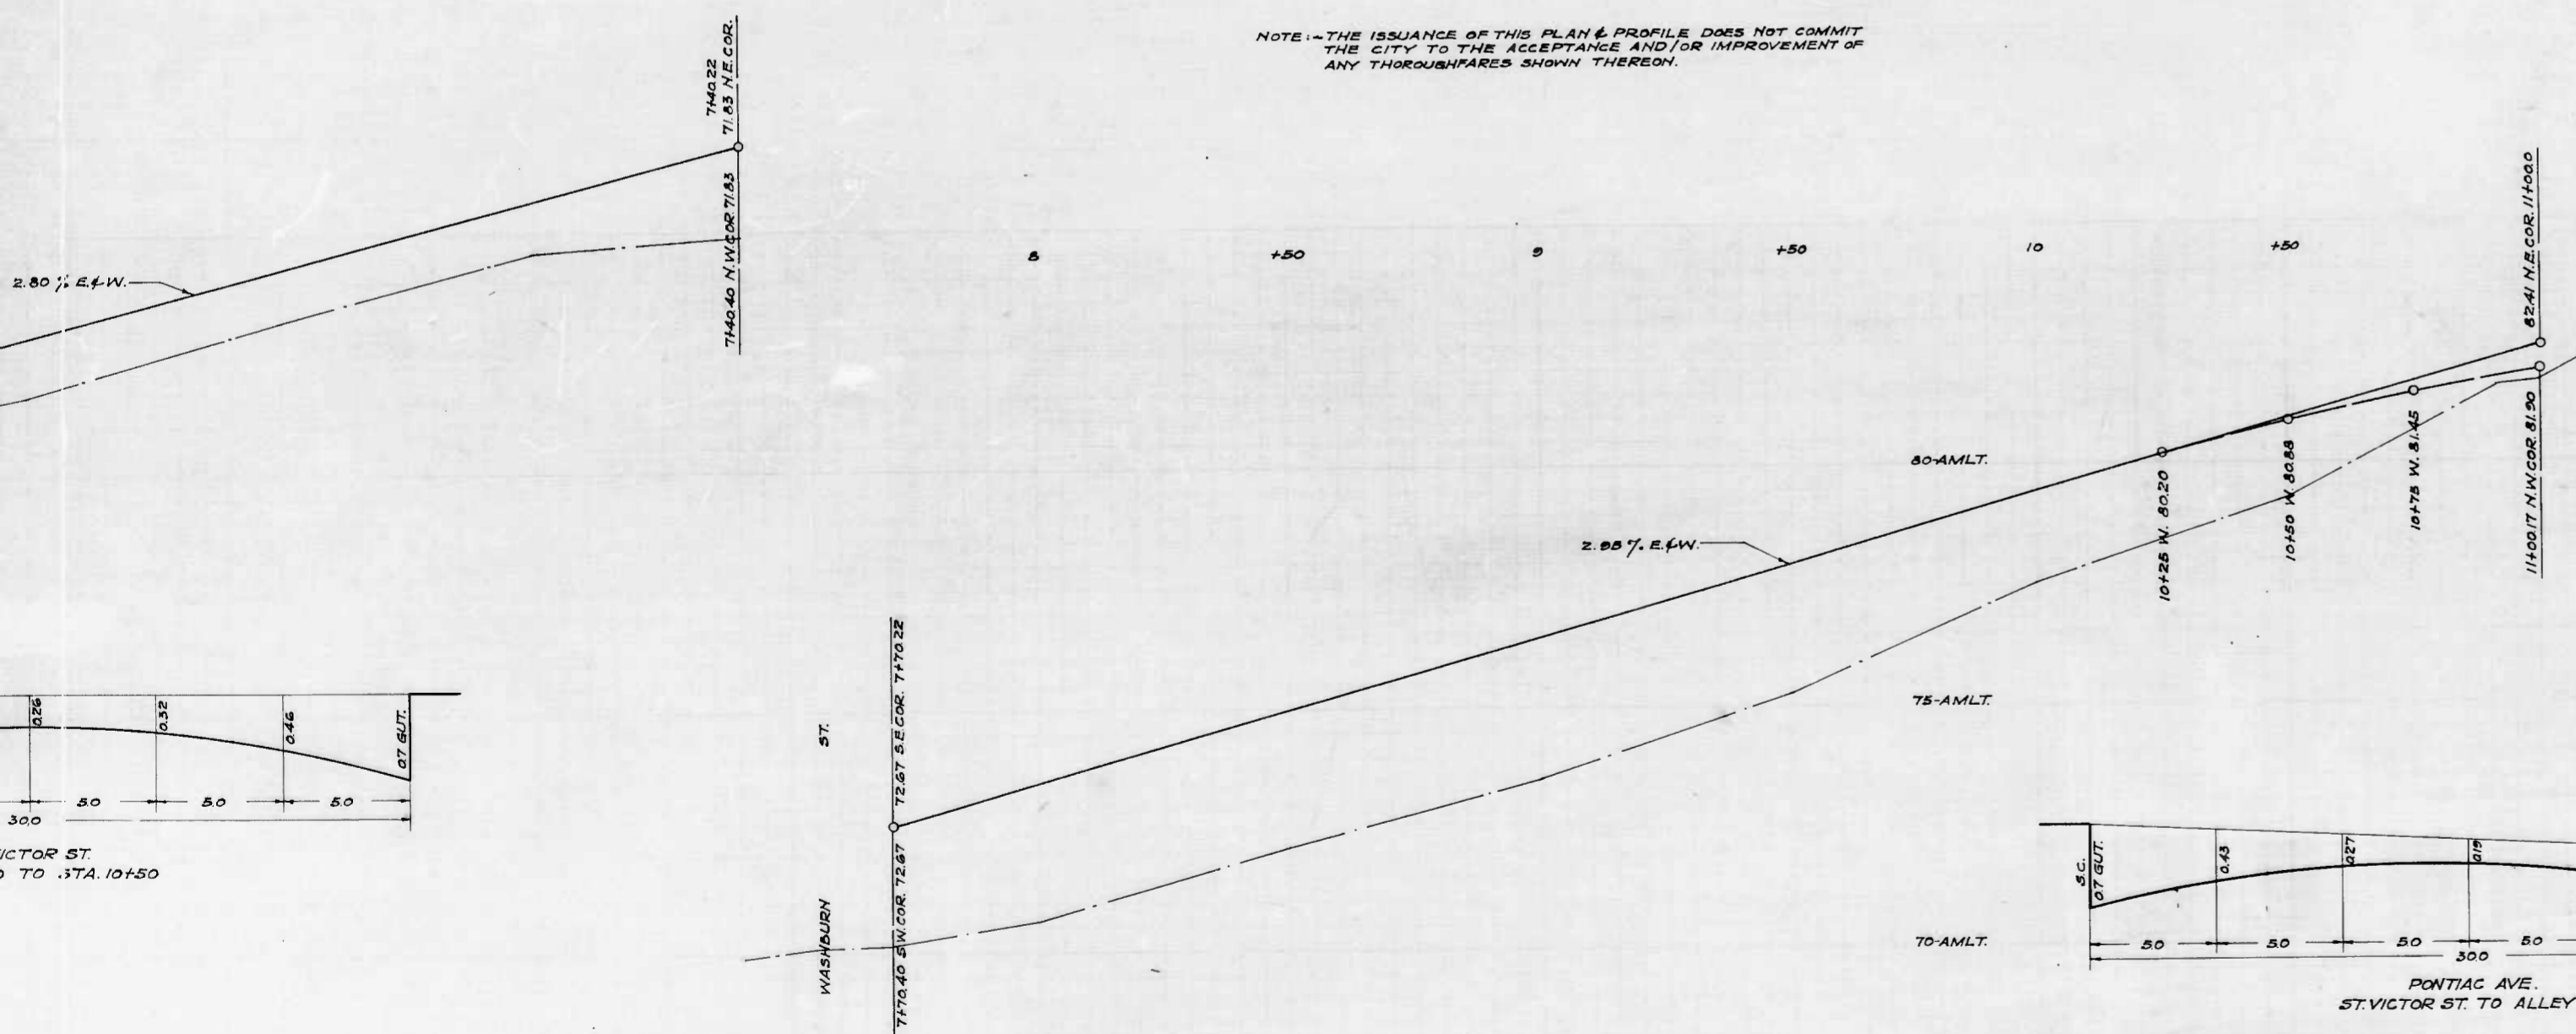 NOTE:- THE ISSUANCE OF THIS PLAN & PROFILE DOES NOT COMMIT
THE CITY TO THE ACCEPTANCE AND/OR IMPROVEMENT OF
ANY THOROUGHFARES SHOWN THEREON.
7+40.22
71.83 N.E.COR.
7+40.40 N.W.COR. 71.83
2.80 % E.&W.
8
+50
9
+50
10
+50
82.41 N.E.COR. 11+00.0
11+00.17 N.W.COR. 81.90
80-AMLT.
10+25 W. 80.20
10+50 W. 80.88
10+75 W. 81.45
2.95 % E.&W.
75-AMLT.
70-AMLT.
WASHBURN ST.
72.67 S.E.COR. 7+70.22
7+70.40 S.W.COR. 72.67
0.26
0.32
0.46
0.7 GUT.
5.0
5.0
5.0
30.0
ICTOR ST.
TO STA. 10+50
S.C.
0.7 GUT.
0.43
0.27
0.19
5.0
5.0
5.0
5.0
30.0
PONTIAC AVE.
ST. VICTOR ST. TO ALLEY